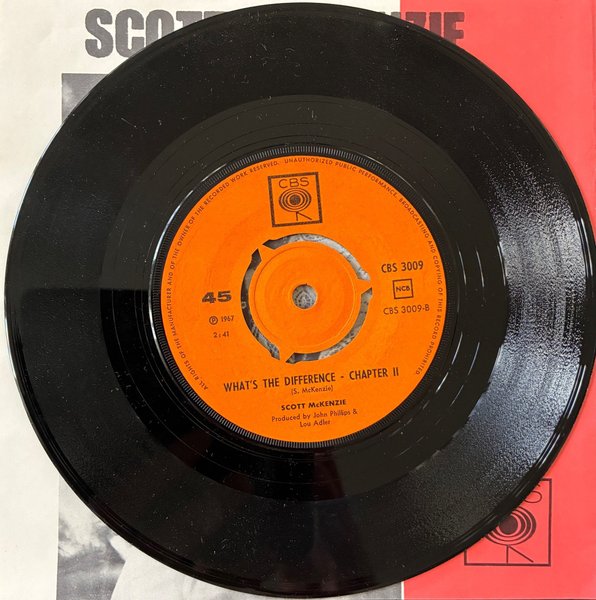 SCOTT
ZIE
ALL RIGHTS OF THE MANUFACTURER AND OF THE OWNER OF THE RECORDED WORK RESERVED. UNAUTHORIZED PUBLIC PERFORMANCE, BROADCASTING AND COPYING OF THIS RECORD PROHIBITED
CBS
CBS 3009
45
NCB
℗ 1967
CBS 3009-B
2:41
WHAT'S THE DIFFERENCE - CHAPTER II
(S. McKenzie)
SCOTT McKENZIE
Produced by John Phillips &
Lou Adler